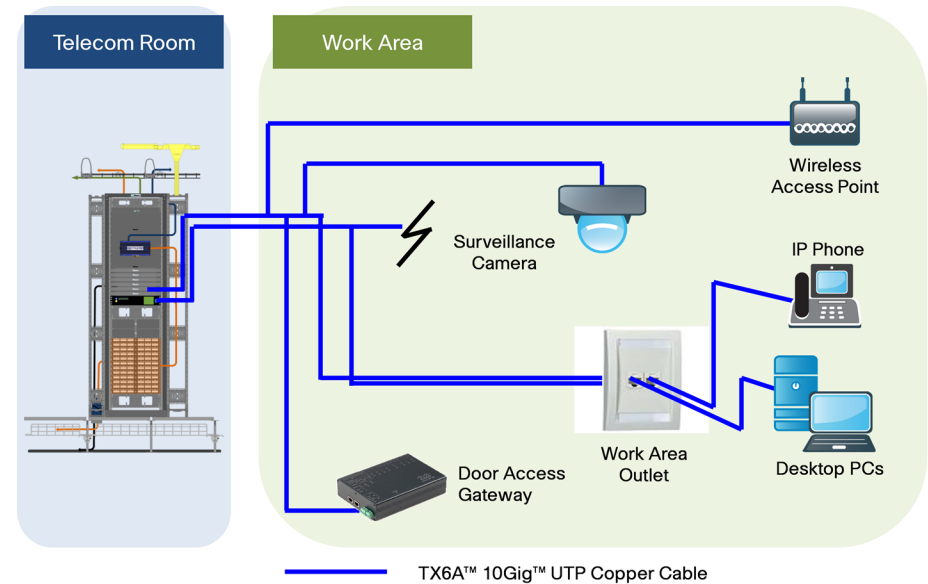 Telecom Room
Work Area
Wireless
Access Point
Surveillance
Camera
IP Phone
Work Area
Outlet
Desktop PCs
Door Access
Gateway
TX6A™ 10Gig™ UTP Copper Cable